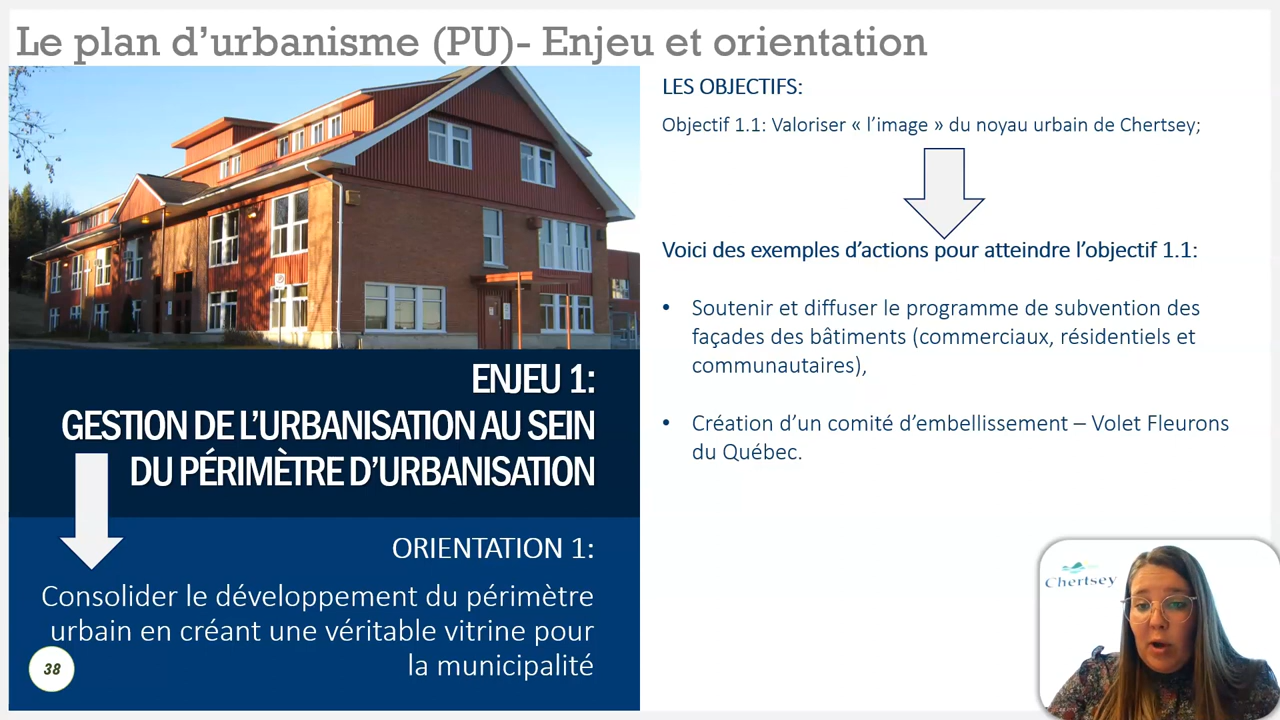 Le plan d’urbanisme (PU)- Enjeu et orientation
ENJEU 1:
GESTION DE L’URBANISATION AU SEIN
DU PÉRIMÈTRE D’URBANISATION
ORIENTATION 1:
Consolider le développement du périmètre
urbain en créant une véritable vitrine pour
la municipalité
38
LES OBJECTIFS:
Objectif 1.1: Valoriser « l’image » du noyau urbain de Chertsey;
Voici des exemples d’actions pour atteindre l’objectif 1.1:
• Soutenir et diffuser le programme de subvention des
façades des bâtiments (commerciaux, résidentiels et
communautaires),
• Création d’un comité d’embellissement – Volet Fleurons
du Québec.
Chertsey